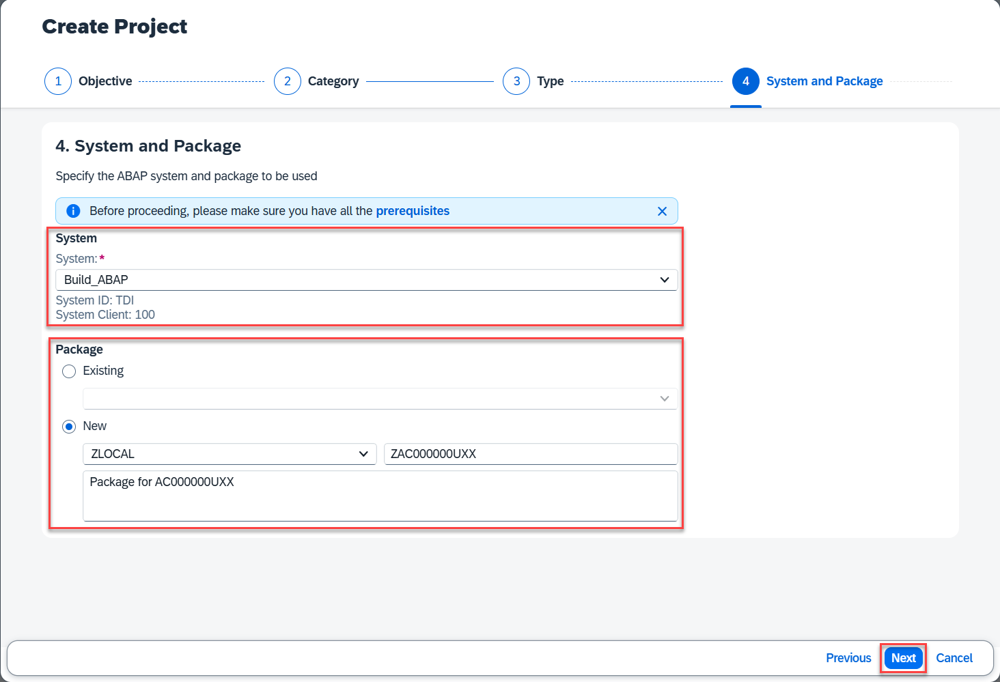 Create Project
1 Objective 2 Category 3 Type 4 System and Package
4. System and Package
Specify the ABAP system and package to be used
Before proceeding, please make sure you have all the prerequisites
System
System:*
Build_ABAP
System ID: TDI
System Client: 100
Package
Existing
New
ZLOCAL ZAC000000UXX
Package for AC000000UXX
Previous Next Cancel